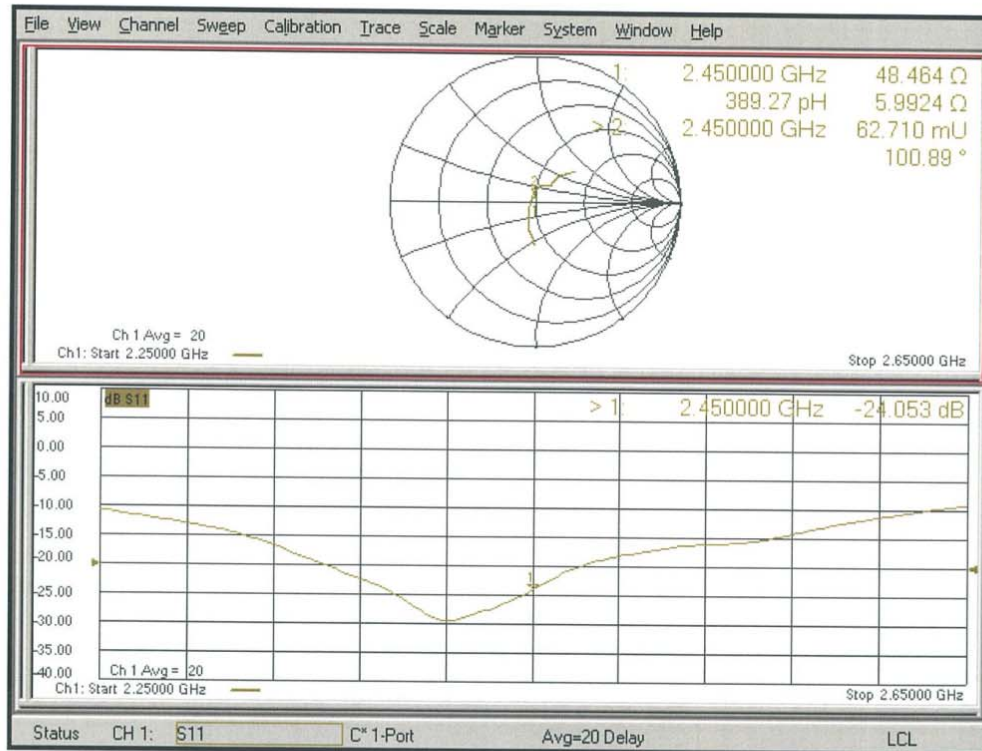 File View Channel Sweep Calibration Trace Scale Marker System Window Help
1: 2.450000 GHz 48.464 Ω
389.27 pH 5.9924 Ω
> 2: 2.450000 GHz 62.710 mU
100.89 °
2
1
Ch 1 Avg = 20
Ch1: Start 2.25000 GHz
Stop 2.65000 GHz
10.00 dB S11 > 1: 2.450000 GHz -24.053 dB
5.00
0.00
-5.00
-10.00
-15.00
-20.00
-25.00 1
-30.00
-35.00
-40.00 Ch 1 Avg = 20
Ch1: Start 2.25000 GHz Stop 2.65000 GHz
Status CH 1: S11 C* 1-Port Avg=20 Delay LCL